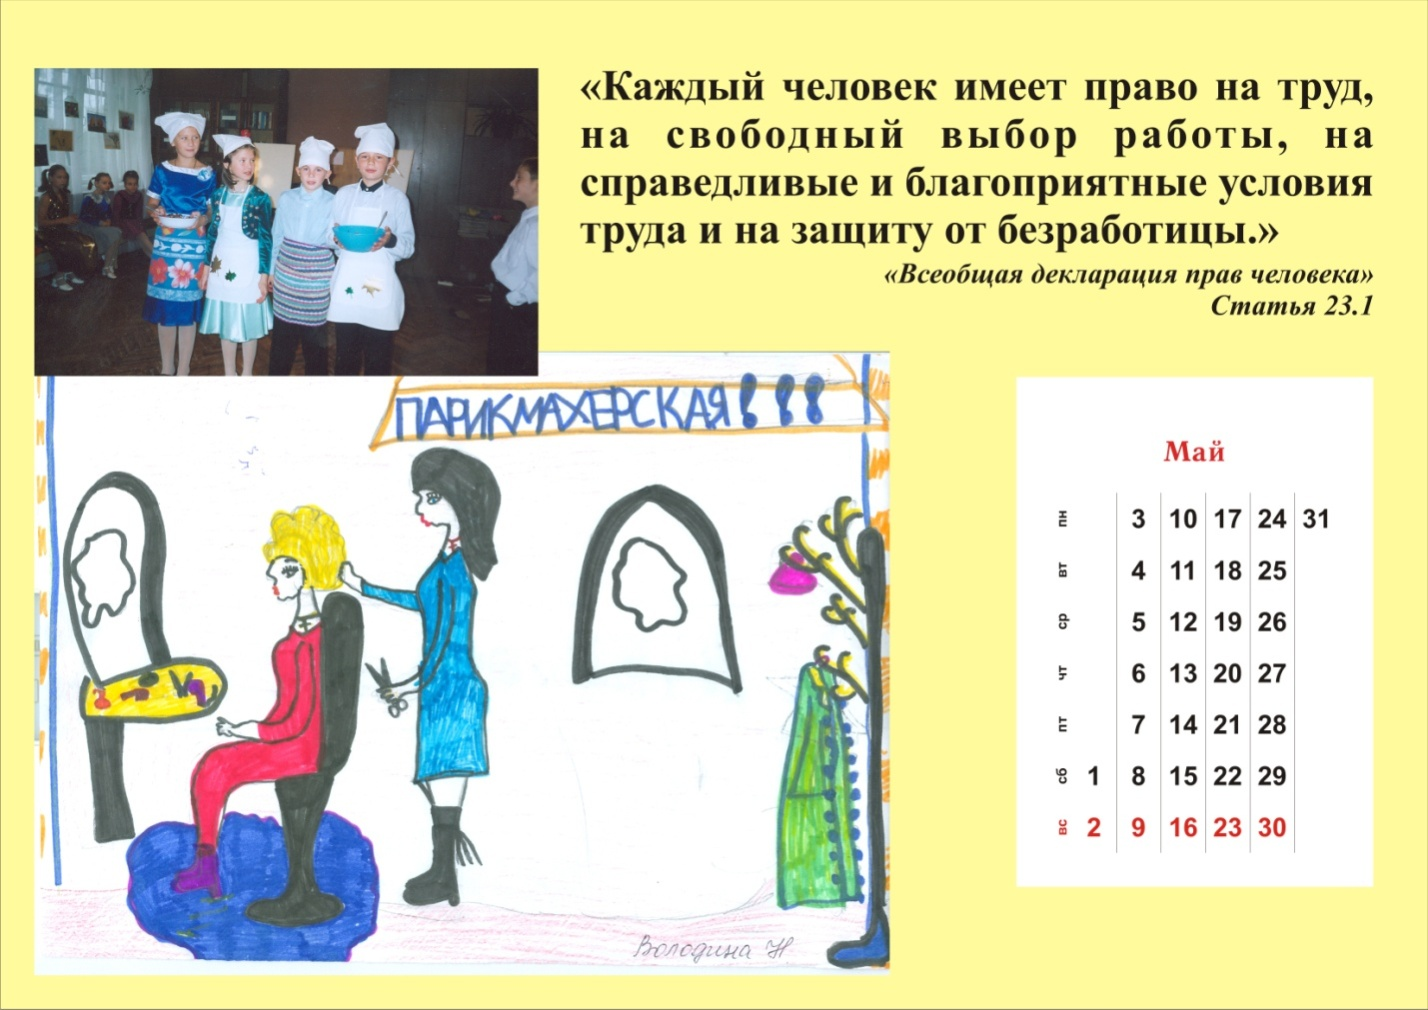 «Каждый человек имеет право на труд,
на свободный выбор работы, на
справедливые и благоприятные условия
труда и на защиту от безработицы.»
«Всеобщая декларация прав человека»
Статья 23.1
ПАРИКМАХЕРСКАЯ!!!
Володина Н
Май
пн 3 10 17 24 31
вт 4 11 18 25
ср 5 12 19 26
чт 6 13 20 27
пт 7 14 21 28
сб 1 8 15 22 29
вс 2 9 16 23 30